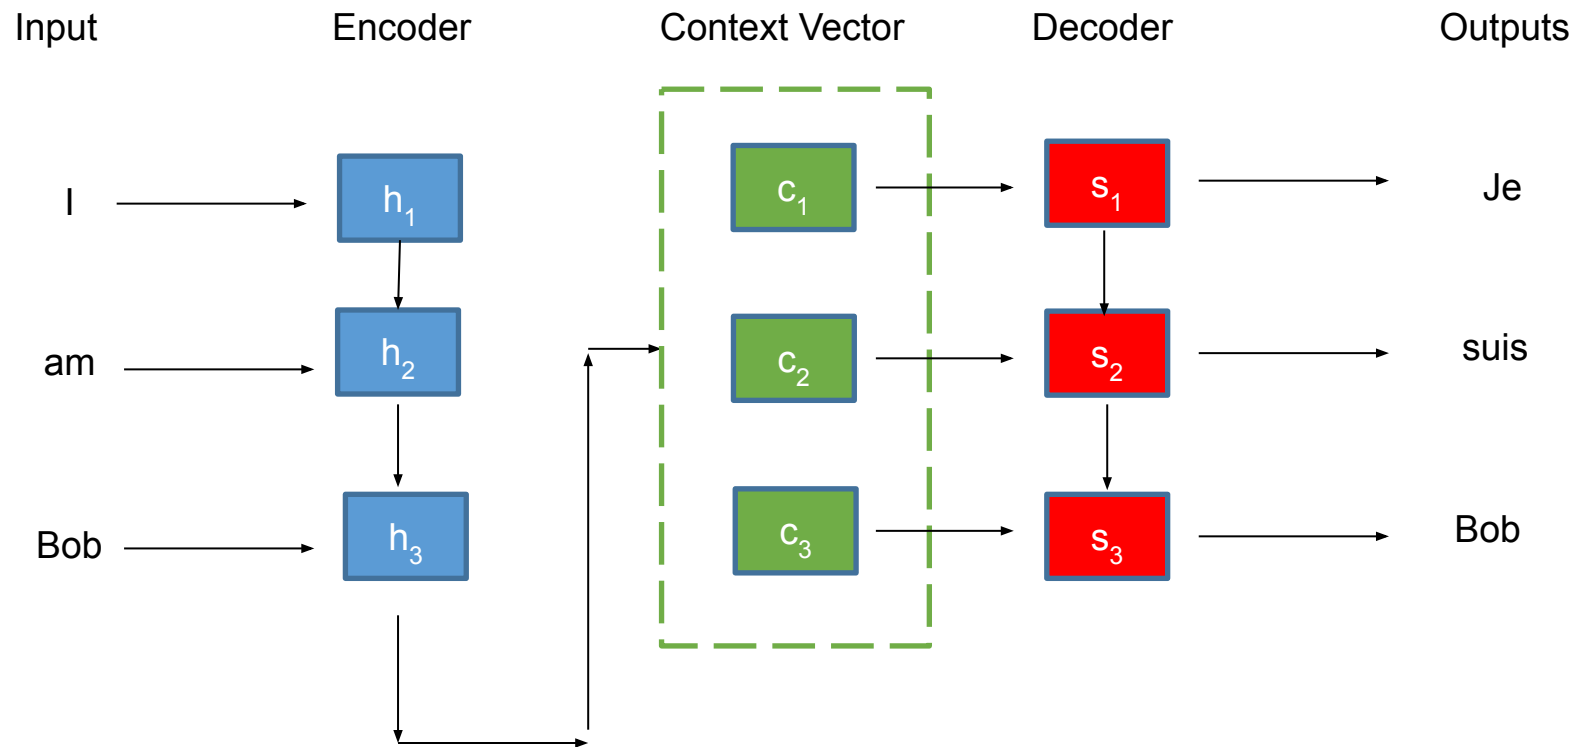 Input Encoder Context Vector Decoder Outputs
I h₁ c₁ s₁ Je
am h₂ c₂ s₂ suis
Bob h₃ c₃ s₃ Bob